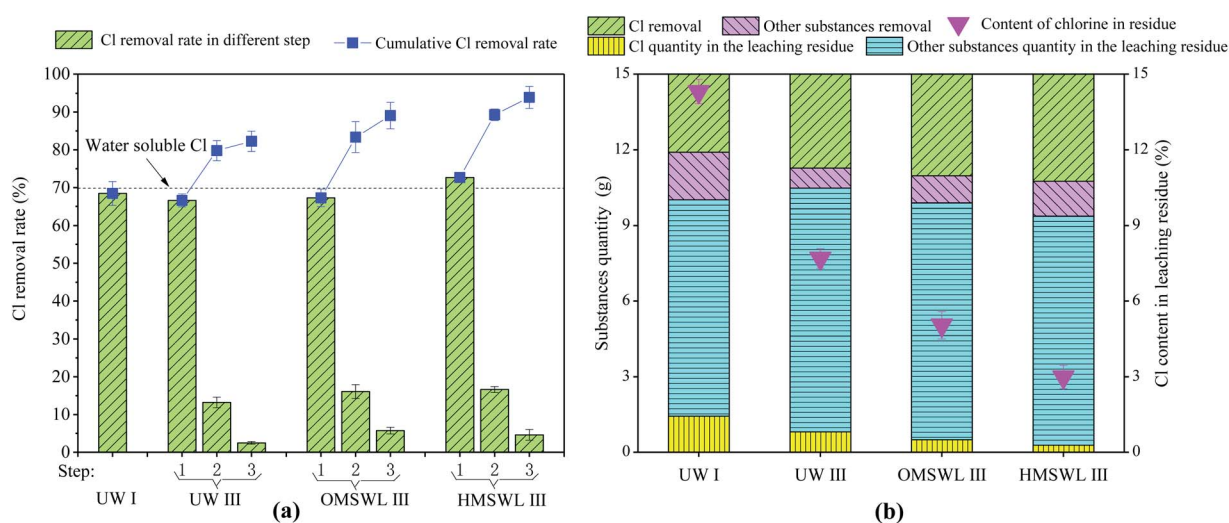 Cl removal rate in different step
Cumulative Cl removal rate
Cl removal rate (%)
100
90
80
70
60
50
40
30
20
10
0
Water soluble Cl
Step: 1 1 2 3 1 2 3 1 2 3
UW I UW III OMSWL III HMSWL III
(a)
Cl removal
Other substances removal
Content of chlorine in residue
Cl quantity in the leaching residue
Other substances quantity in the leaching residue
Substances quantity (g)
15
12
9
6
3
0
15
12
9
6
3
0
Cl content in leaching residue (%)
UW I UW III OMSWL III HMSWL III
(b)